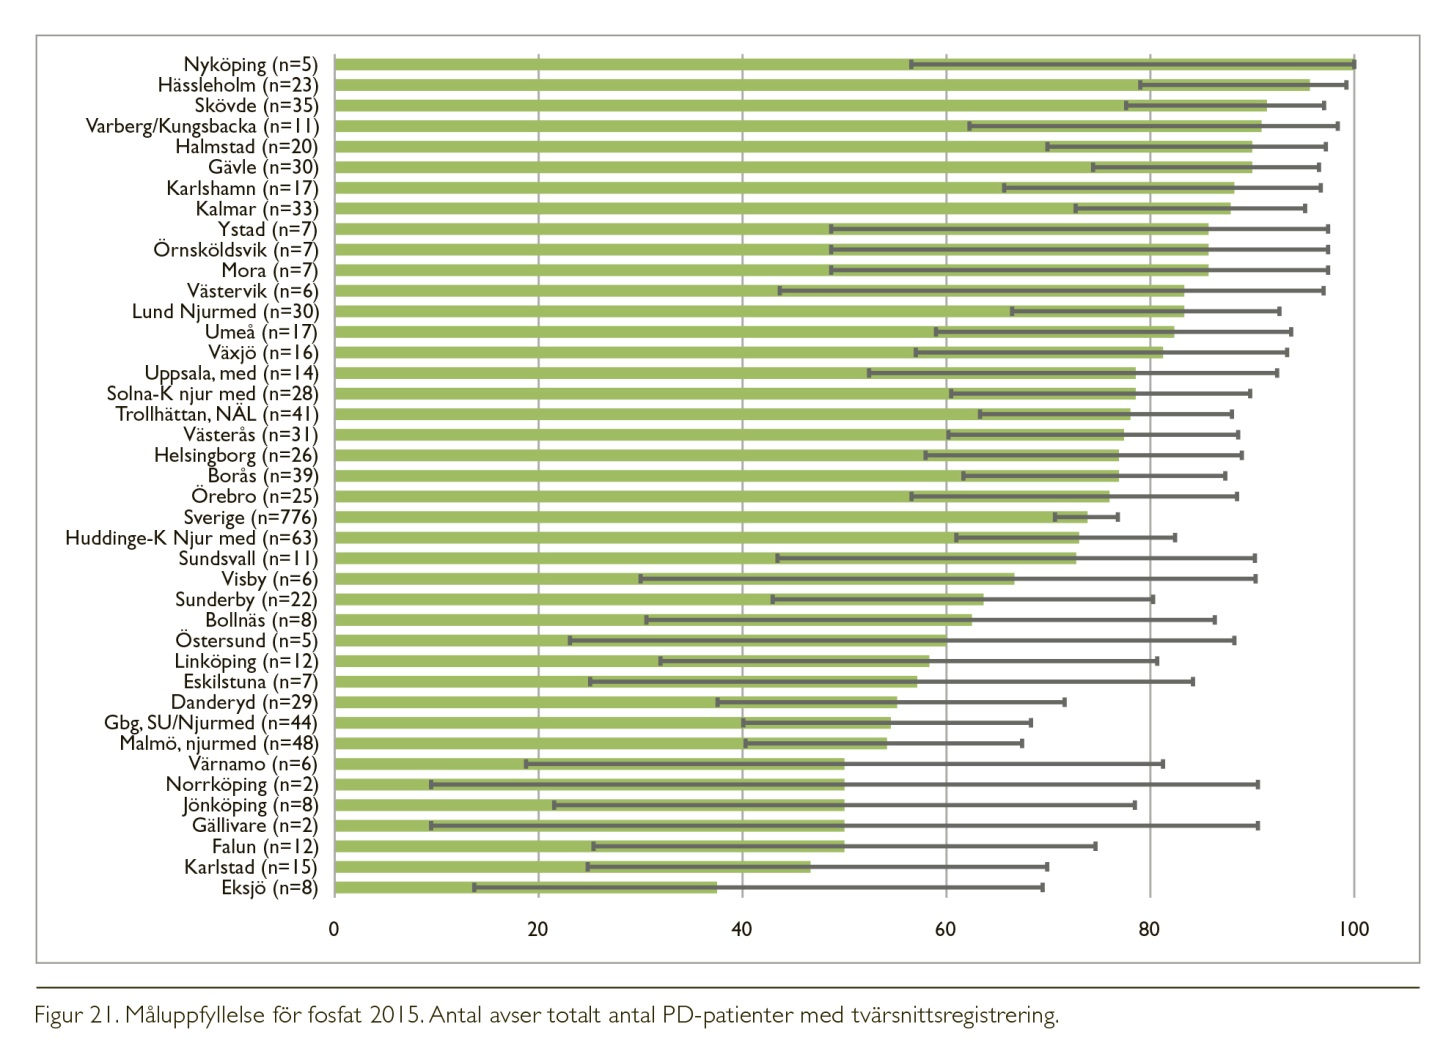 Nyköping (n=5)
Hässleholm (n=23)
Skövde (n=35)
Varberg/Kungsbacka (n=11)
Halmstad (n=20)
Gävle (n=30)
Karlshamn (n=17)
Kalmar (n=33)
Ystad (n=7)
Örnsköldsvik (n=7)
Mora (n=7)
Västervik (n=6)
Lund Njurmed (n=30)
Umeå (n=17)
Växjö (n=16)
Uppsala, med (n=14)
Solna-K njur med (n=28)
Trollhättan, NÄL (n=41)
Västerås (n=31)
Helsingborg (n=26)
Borås (n=39)
Örebro (n=25)
Sverige (n=776)
Huddinge-K Njur med (n=63)
Sundsvall (n=11)
Visby (n=6)
Sunderby (n=22)
Bollnäs (n=8)
Östersund (n=5)
Linköping (n=12)
Eskilstuna (n=7)
Danderyd (n=29)
Gbg, SU/Njurmed (n=44)
Malmö, njurmed (n=48)
Värnamo (n=6)
Norrköping (n=2)
Jönköping (n=8)
Gällivare (n=2)
Falun (n=12)
Karlstad (n=15)
Eksjö (n=8)
0 20 40 60 80 100
Figur 21. Måluppfyllelse för fosfat 2015. Antal avser totalt antal PD-patienter med tvärsnittsregistrering.